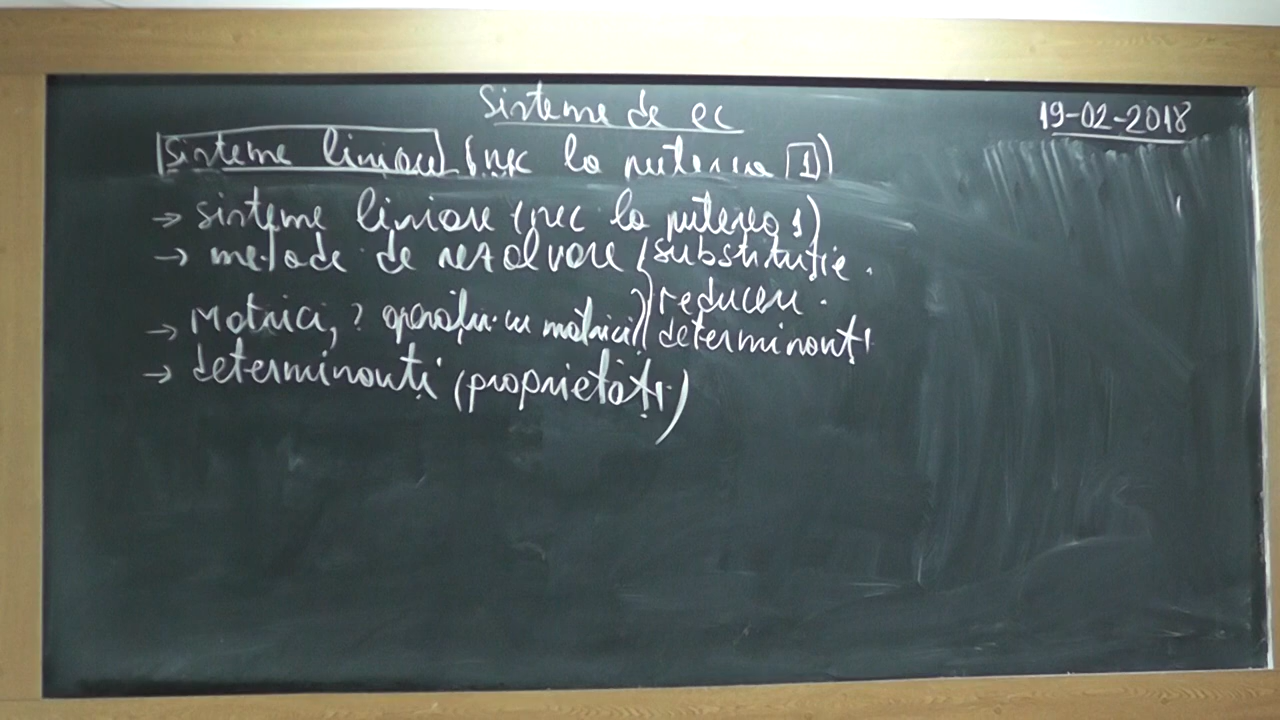 Sisteme de ec
19-02-2018
Sisteme liniare (nec la puterea 1)
→ sisteme liniare (nec la puterea 1)
→ metode de rezolvare { substituție.
reducere.
→ Matrici, ? operații cu matrici) determinanți
→ determinanți (proprietăți)